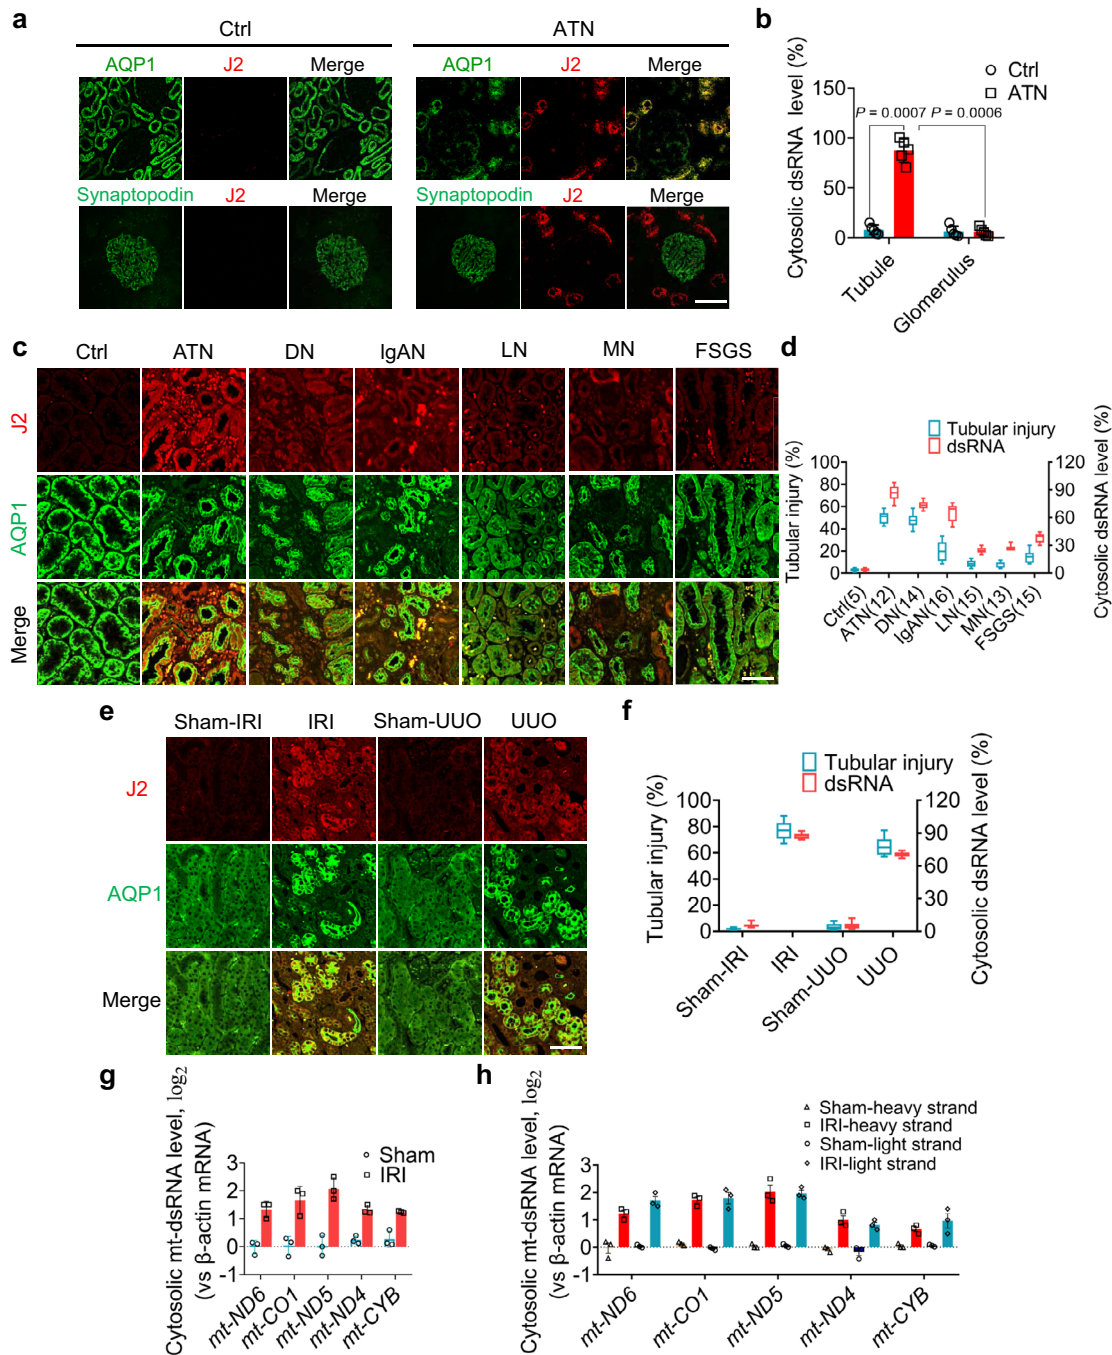 a
Ctrl
ATN
AQP1 J2 Merge
AQP1 J2 Merge
Synaptopodin J2 Merge
Synaptopodin J2 Merge
b
Cytosolic dsRNA level (%)
Ctrl
ATN
150
100
50
0
P = 0.0007 P = 0.0006
Tubule
Glomerulus
c
Ctrl ATN DN IgAN LN MN FSGS
J2
AQP1
Merge
d
Tubular injury
dsRNA
Tubular injury (%)
Cytosolic dsRNA level (%)
100
80
60
40
20
0
120
90
60
30
0
Ctrl(5)
ATN(12)
DN(14)
IgAN(16)
LN(15)
MN(13)
FSGS(15)
e
Sham-IRI IRI Sham-UUO UUO
J2
AQP1
Merge
f
Tubular injury
dsRNA
Tubular injury (%)
Cytosolic dsRNA level (%)
100
80
60
40
20
0
120
90
60
30
0
Sham-IRI
IRI
Sham-UUO
UUO
g
Cytosolic mt-dsRNA level, log2
(vs β-actin mRNA)
Sham
IRI
3
2
1
0
-1
mt-ND6
mt-CO1
mt-ND5
mt-ND4
mt-CYB
h
Cytosolic mt-dsRNA level, log2
(vs β-actin mRNA)
Sham-heavy strand
IRI-heavy strand
Sham-light strand
IRI-light strand
3
2
1
0
-1
mt-ND6
mt-CO1
mt-ND5
mt-ND4
mt-CYB